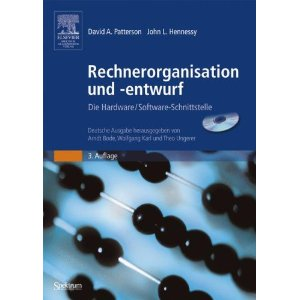 ELSEVIER
David A. Patterson   John L. Hennessy
Rechnerorganisation
und -entwurf
Die Hardware/Software-Schnittstelle
Deutsche Ausgabe herausgegeben von
Arndt Bode, Wolfgang Karl und Theo Ungerer
3. Auflage
Spektrum